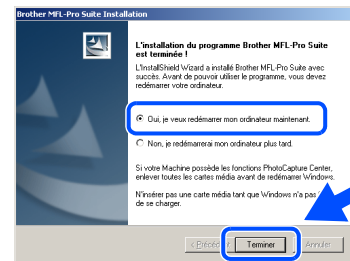 Brother MFL-Pro Suite Installation
L'installation du programme Brother MFL-Pro Suite
est terminée !
L'InstallShield Wizard a installé Brother MFL-Pro Suite avec
succès. Avant de pouvoir utiliser le programme, vous devez
redémarrer votre ordinateur.
Oui, je veux redémarrer mon ordinateur maintenant.
Non, je redémarrerai mon ordinateur plus tard.
Si votre Machine possède les fonctions PhotoCapture Center,
enlever toutes les cartes média avant de redémarrer Windows.
N'insérer pas une carte média tant que Windows n'a pas
de se charger.
Terminer
Annuler